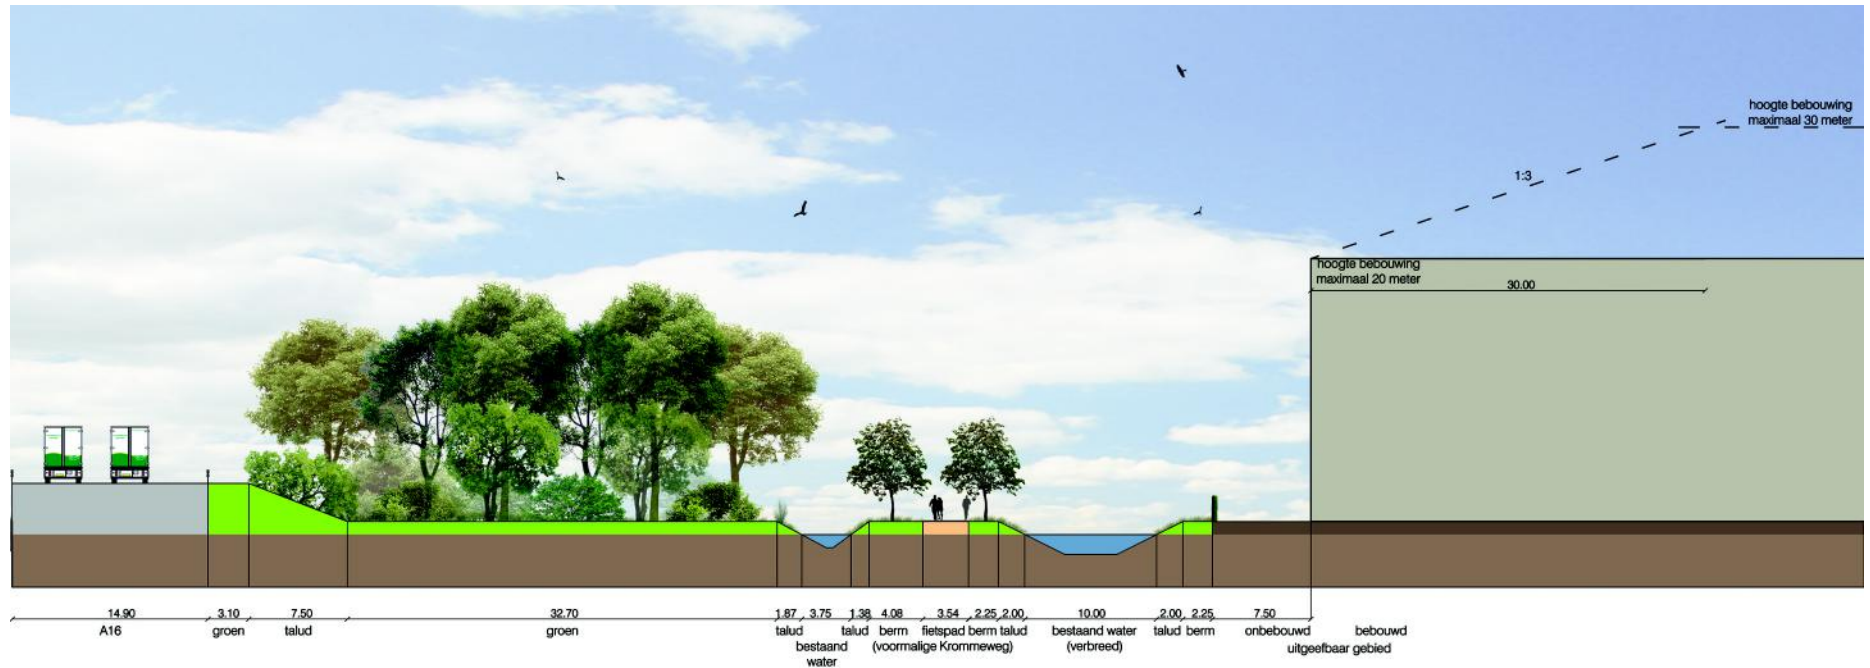 hoogte bebouwing
maximaal 30 meter
1:3
hoogte bebouwing
maximaal 20 meter
30.00
14.90 3.10 7.50 32.70 1.87 3.75 1.38 4.08 3.54 2.25 2.00 10.00 2.00 2.25 7.50
A16 groen talud groen talud talud berm fietspad berm talud bestaand water talud berm onbebouwd bebouwd
bestaand (voormalige Krommeweg) (verbreed) uitgeefbaar gebied
water